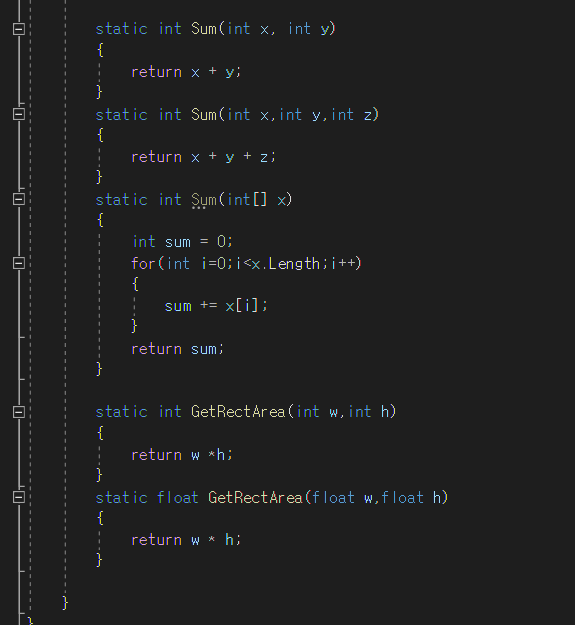 static int Sum(int x, int y)
{
return x + y;
}
static int Sum(int x,int y,int z)
{
return x + y + z;
}
static int Sum(int[] x)
{
int sum = 0;
for(int i=0;i<x.Length;i++)
{
sum += x[i];
}
return sum;
}
static int GetRectArea(int w,int h)
{
return w *h;
}
static float GetRectArea(float w,float h)
{
return w * h;
}
}
}